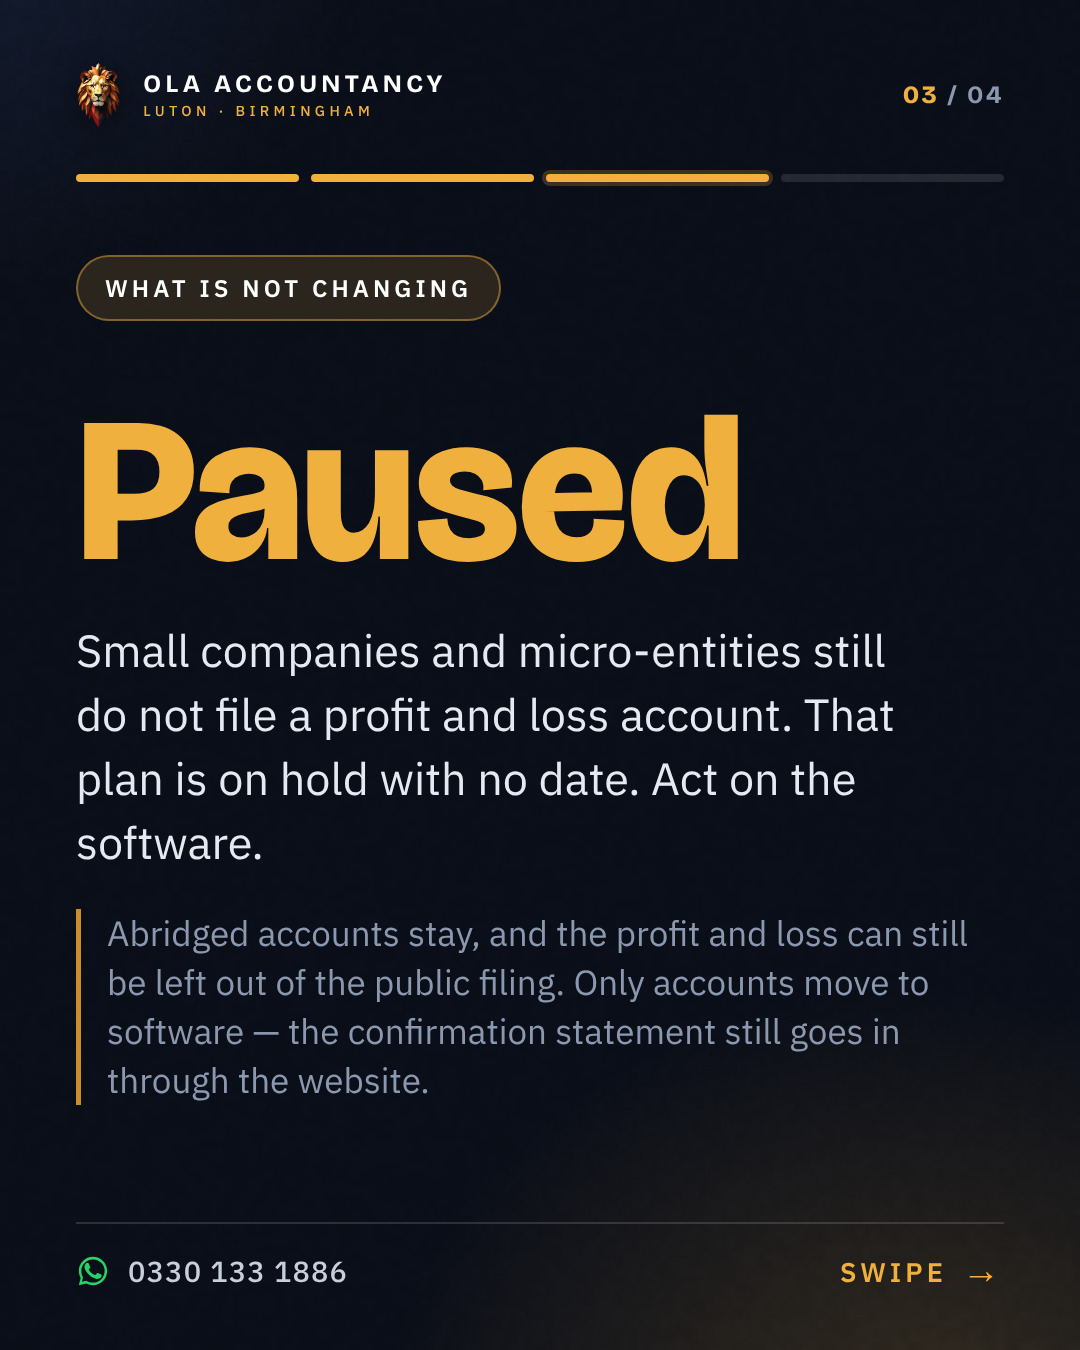 OLA ACCOUNTANCY
LUTON · BIRMINGHAM
03 / 04
WHAT IS NOT CHANGING
Paused
Small companies and micro-entities still
do not file a profit and loss account. That
plan is on hold with no date. Act on the
software.
Abridged accounts stay, and the profit and loss can still
be left out of the public filing. Only accounts move to
software — the confirmation statement still goes in
through the website.
0330 133 1886
SWIPE →